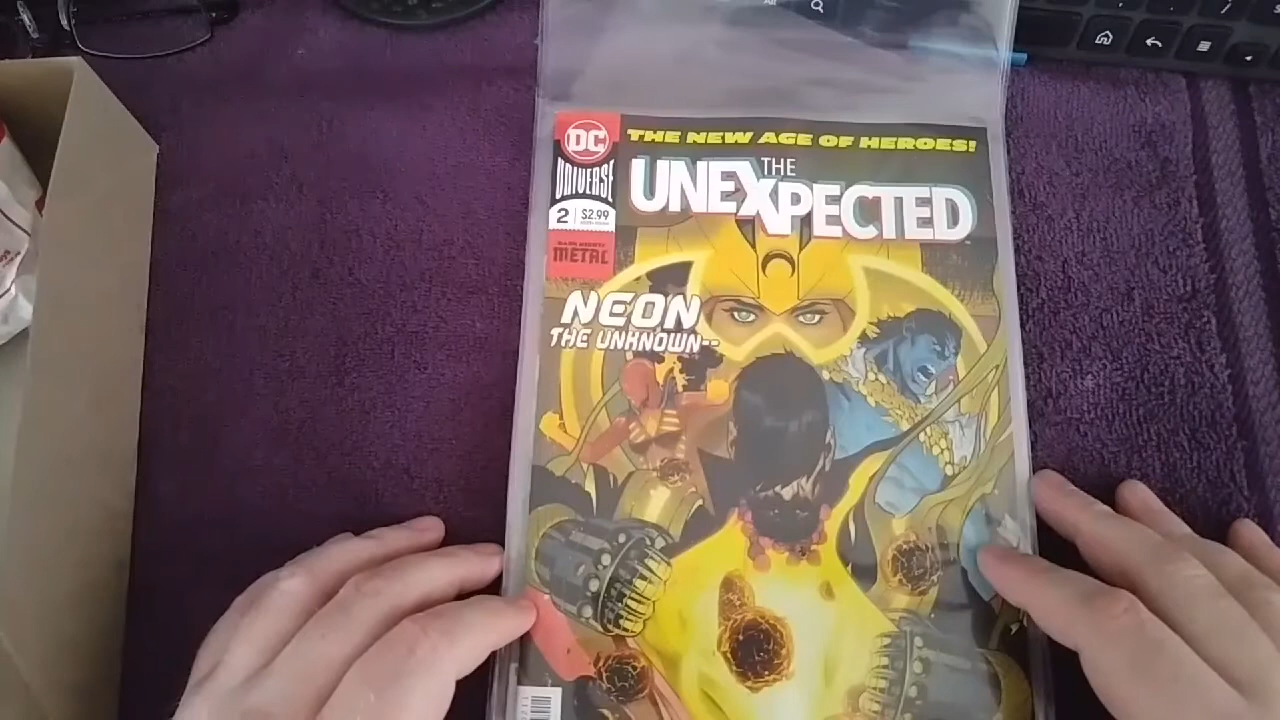 DC
UNIVERSE
2 $2.99
METAL
THE NEW AGE OF HEROES!
THE
UNEXPECTED
NEON
THE UNKNOWN--